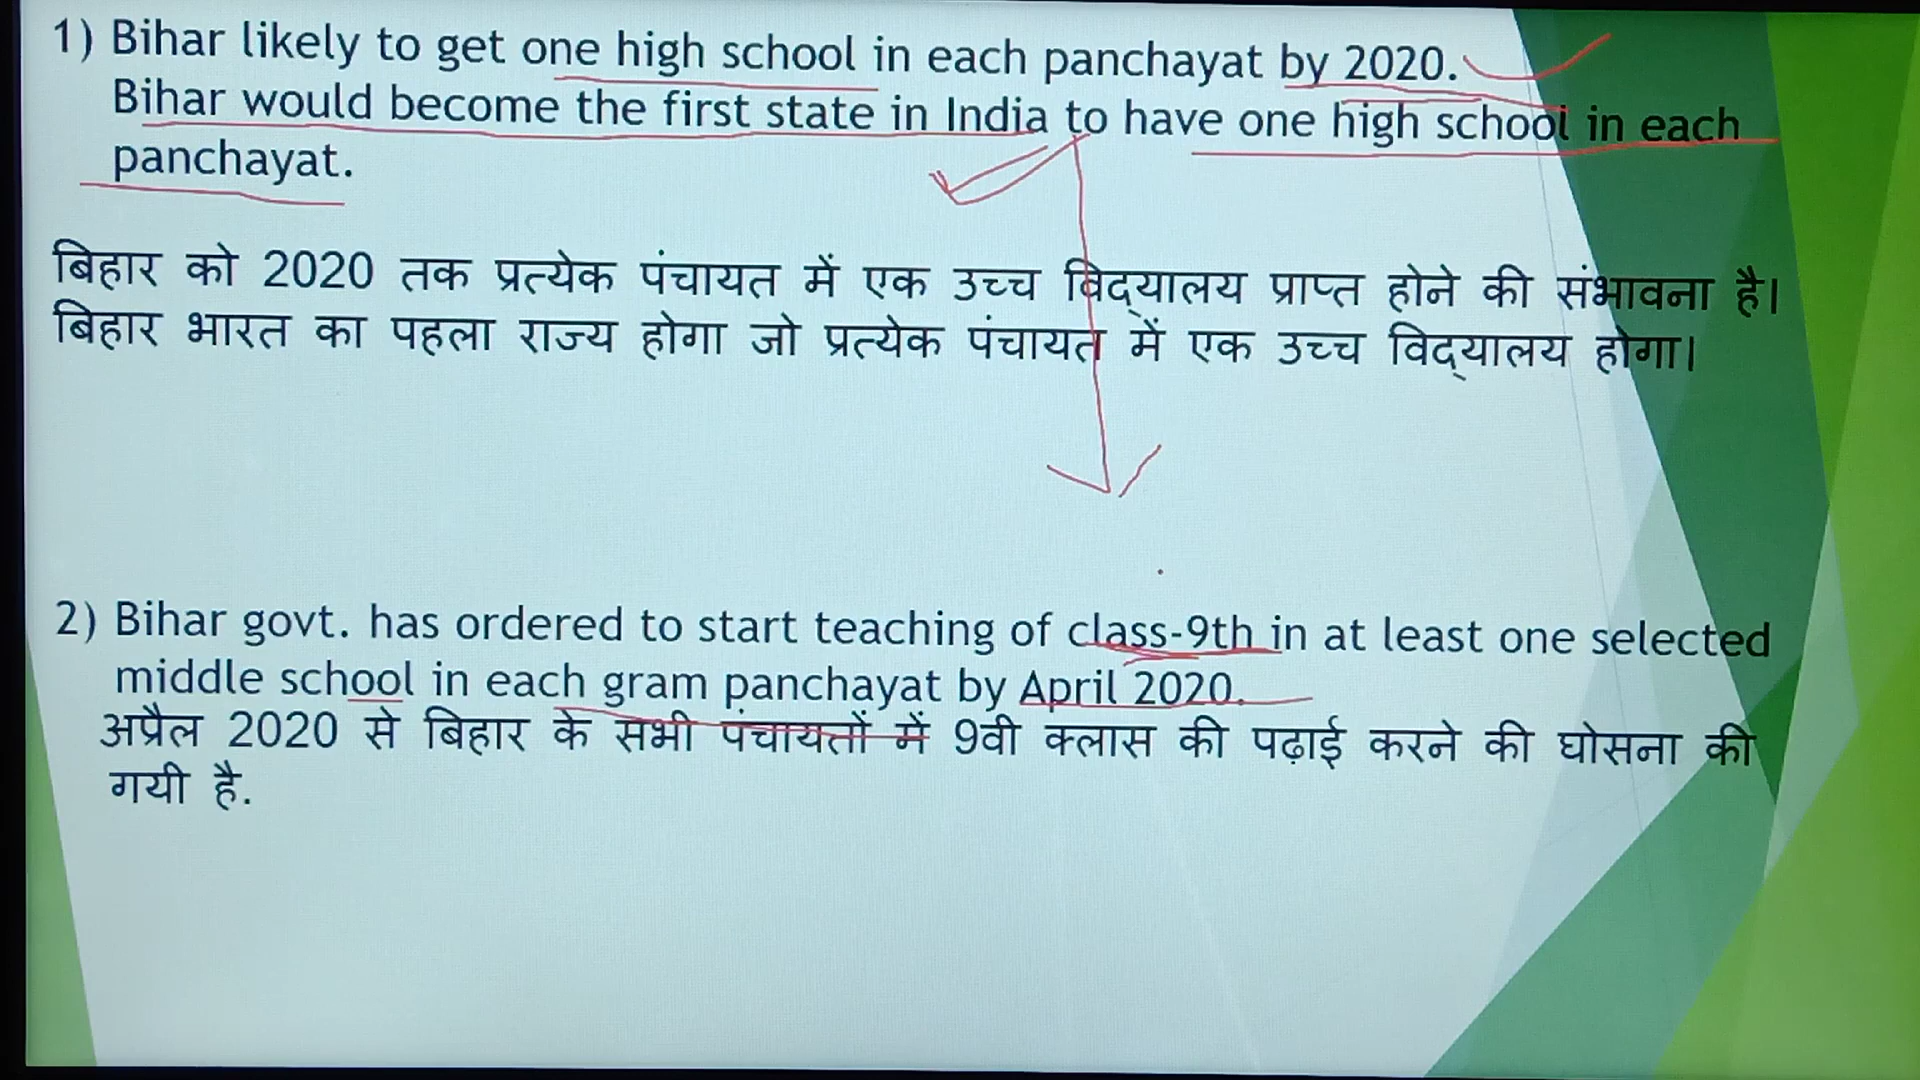 1) Bihar likely to get one high school in each panchayat by 2020.
Bihar would become the first state in India to have one high school in each
panchayat.
बिहार को 2020 तक प्रत्येक पंचायत में एक उच्च विद्यालय प्राप्त होने की संभावना है।
बिहार भारत का पहला राज्य होगा जो प्रत्येक पंचायत में एक उच्च विद्यालय होगा।
2) Bihar govt. has ordered to start teaching of class-9th in at least one selected
middle school in each gram panchayat by April 2020.
अप्रैल 2020 से बिहार के सभी पंचायतों में 9वी क्लास की पढ़ाई करने की घोसना की
गयी है.